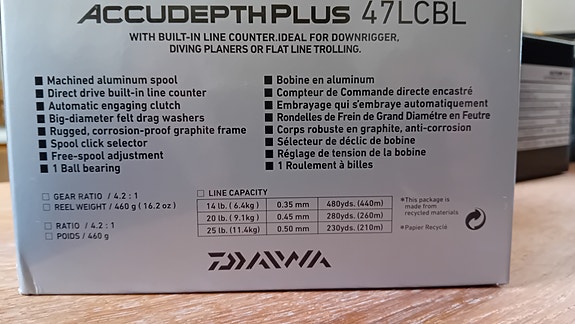 ACCUDEPTHPLUS 47LCBL
WITH BUILT-IN LINE COUNTER.IDEAL FOR DOWNRIGGER,
DIVING PLANERS OR FLAT LINE TROLLING.
■ Machined aluminum spool
■ Direct drive built-in line counter
■ Automatic engaging clutch
■ Big-diameter felt drag washers
■ Rugged, corrosion-proof graphite frame
■ Spool click selector
■ Free-spool adjustment
■ 1 Ball bearing
■ Bobine en aluminum
■ Compteur de Commande directe encastré
■ Embrayage qui s'embraye automatiquement
■ Rondelles de Frein de Grand Diamétre en Feutre
■ Corps robuste en graphite, anti-corrosion
■ Sélecteur de déclic de bobine
■ Réglage de tension de la bobine
■ 1 Roulement à billes
□ GEAR RATIO / 4.2 : 1
□ REEL WEIGHT / 460 g ( 16.2 oz )
□ RATIO / 4.2 : 1
□ POIDS / 460 g
□ LINE CAPACITY
14 lb. ( 6.4kg ) 0.35 mm 480yds. (440m)
20 lb. ( 9.1kg ) 0.45 mm 280yds. (260m)
25 lb. (11.4kg) 0.50 mm 230yds. (210m)
*This package is
made from
recycled materials
*Papier Recyclé
DAIWA